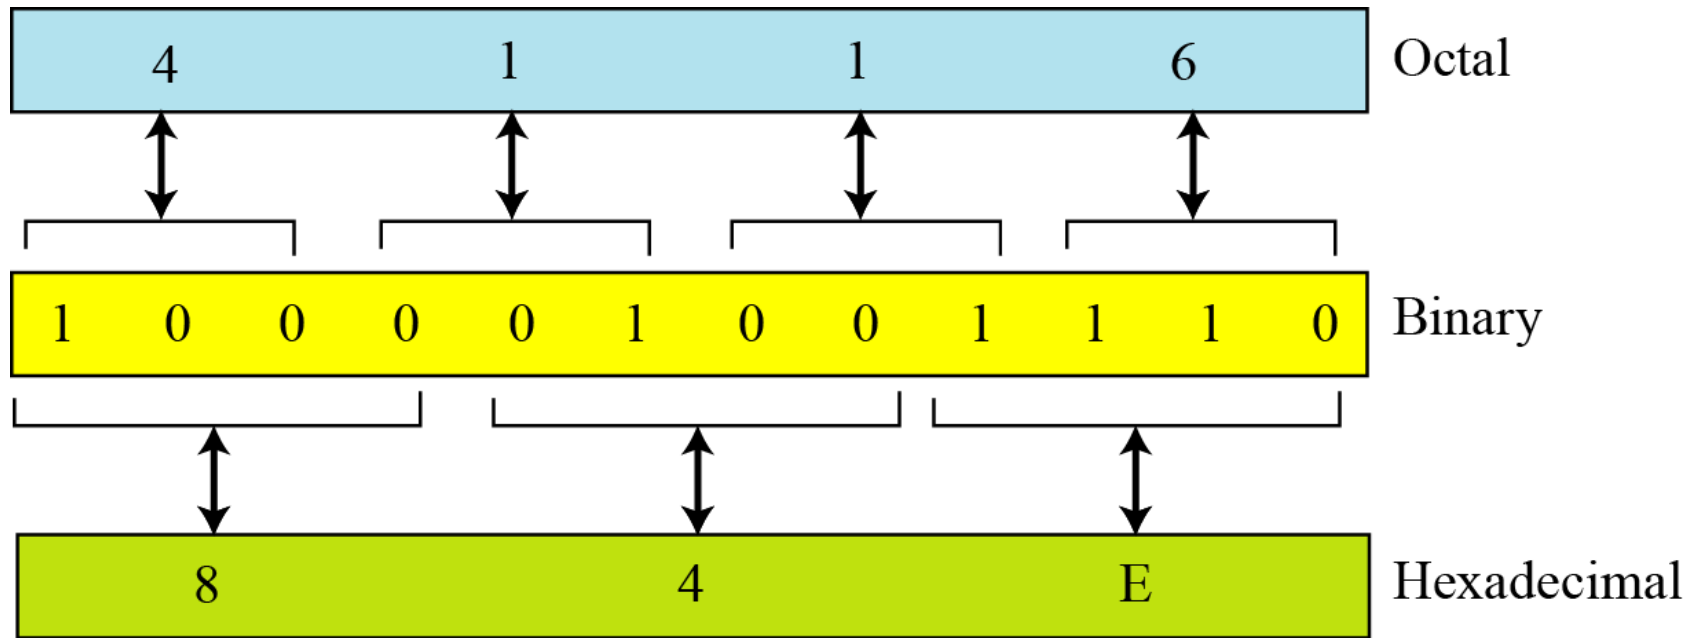 4 1 1 6 Octal
1 0 0 0 0 1 0 0 1 1 1 0 Binary
8 4 E Hexadecimal